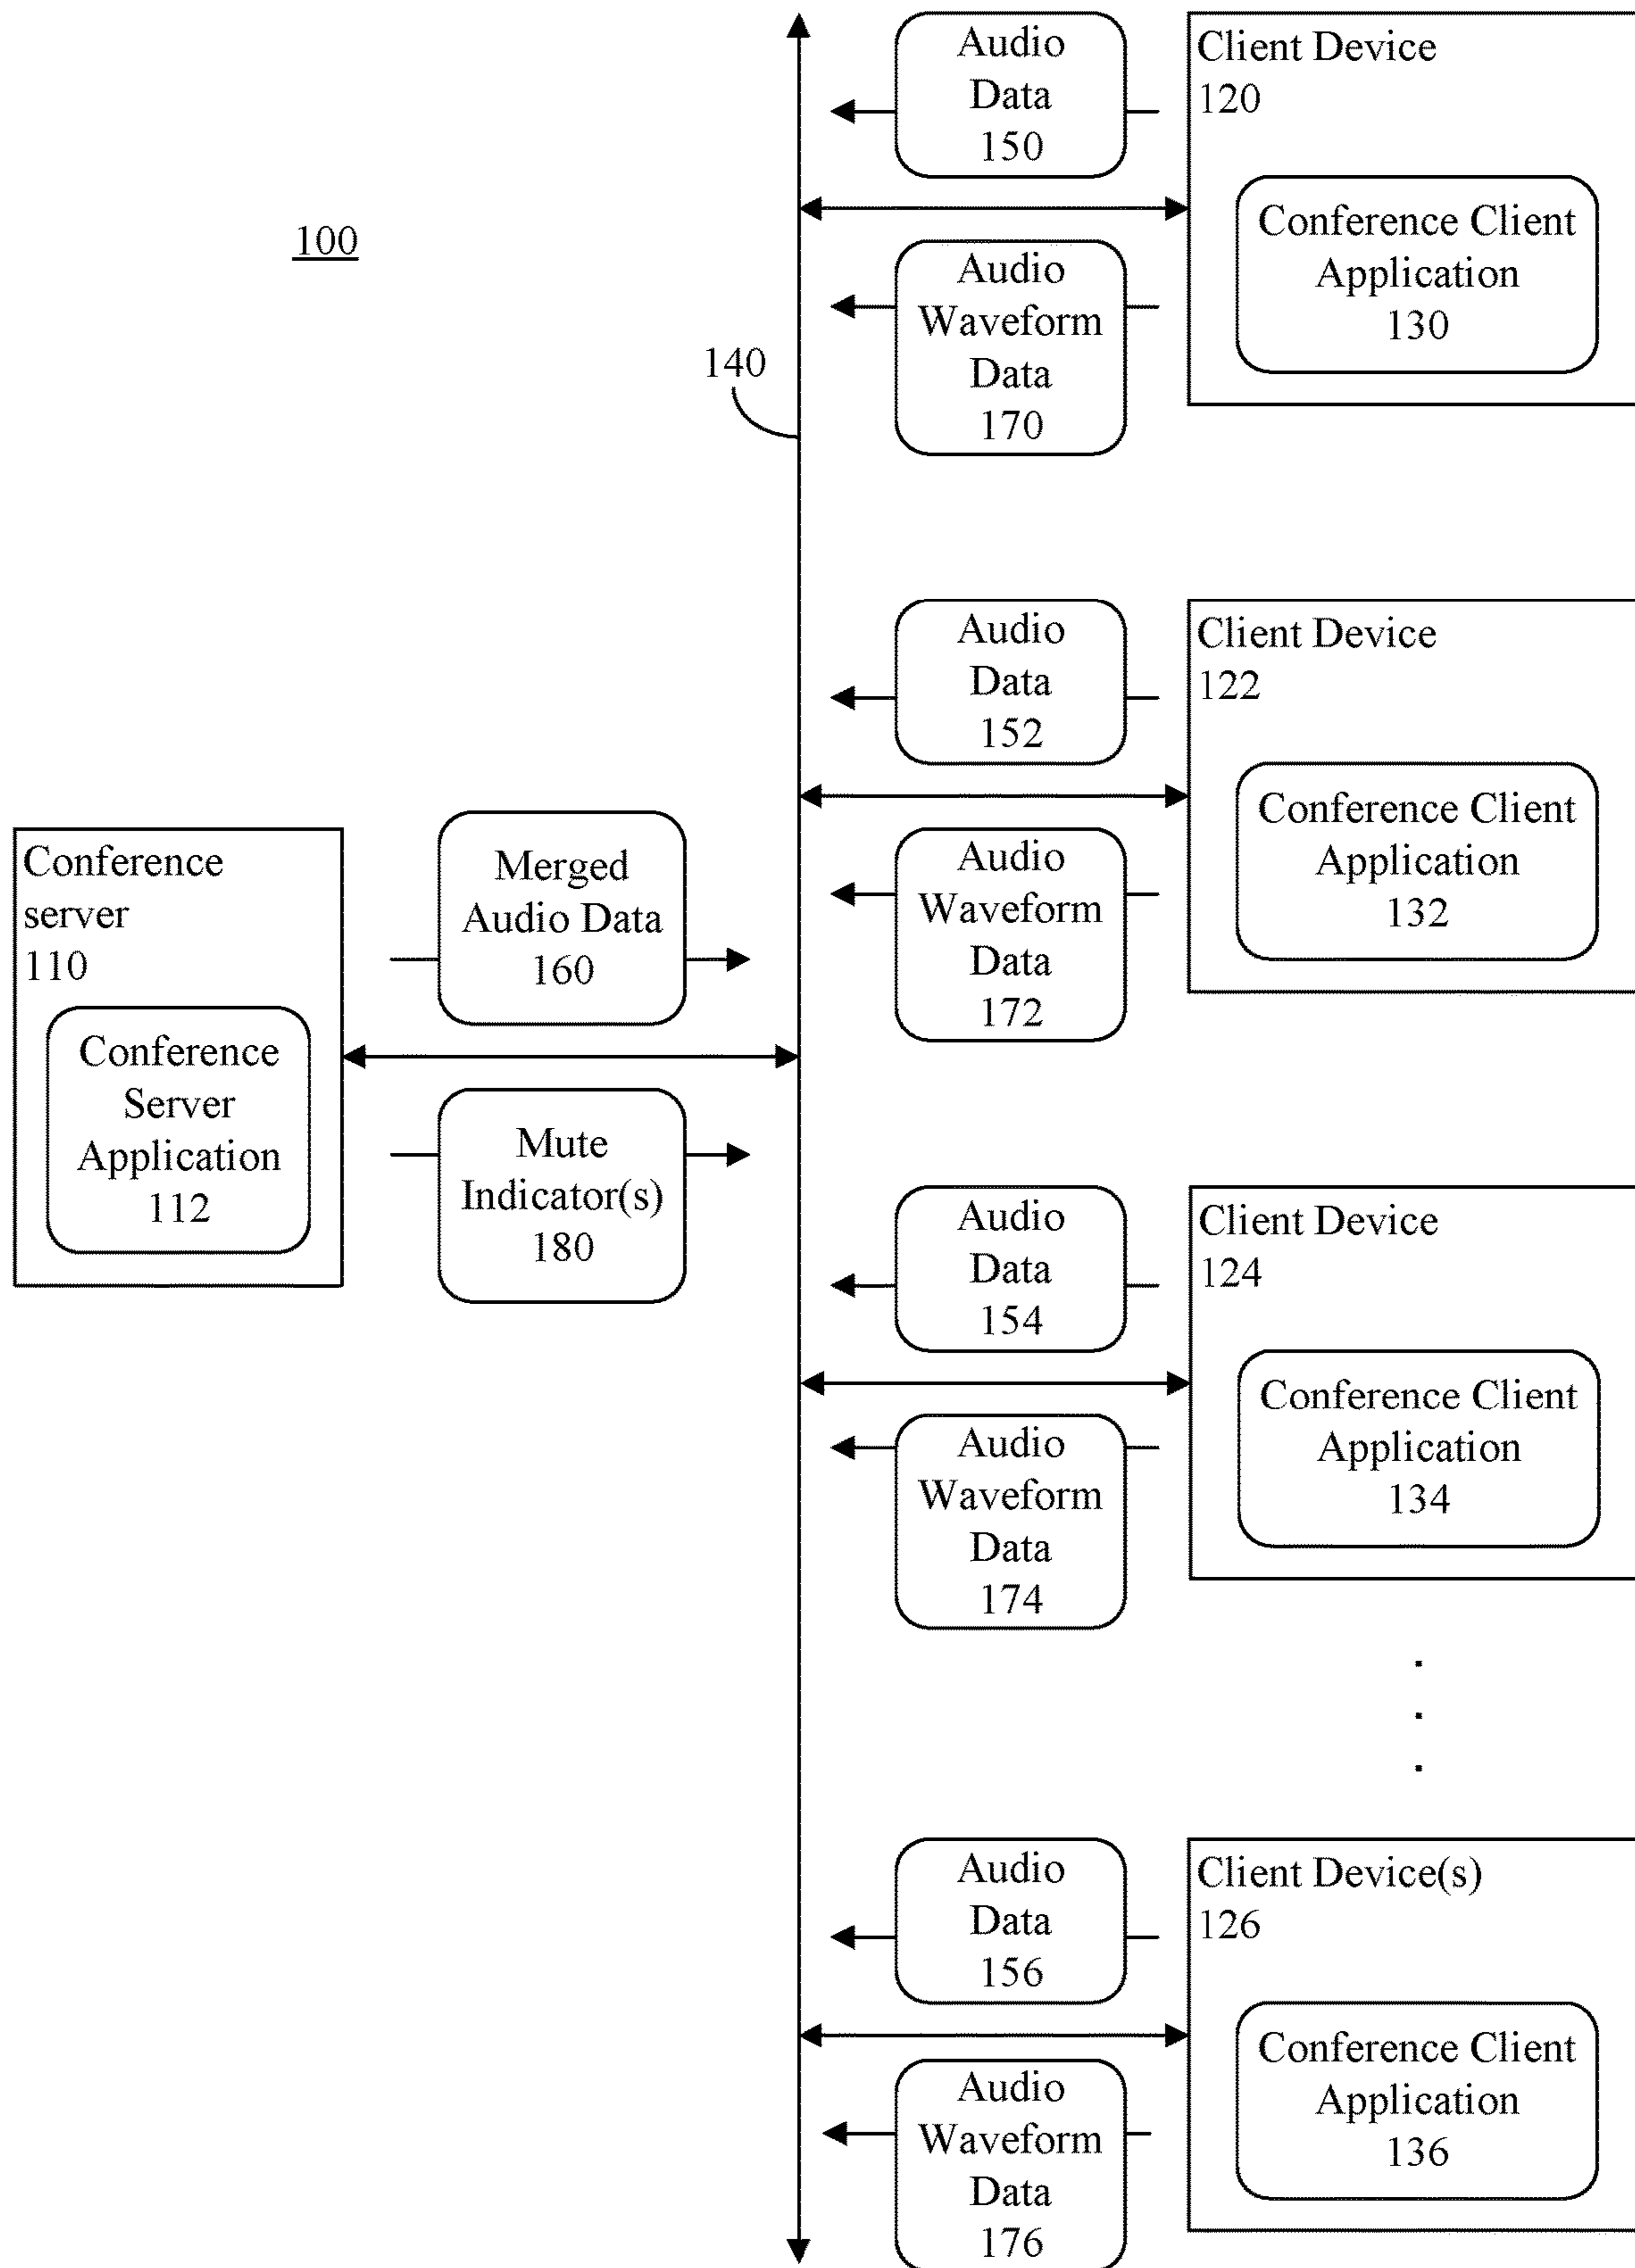 100
140
Conference
server
110
Conference
Server
Application
112
Merged
Audio Data
160
Mute
Indicator(s)
180
Audio
Data
150
Audio
Waveform
Data
170
Client Device
120
Conference Client
Application
130
Audio
Data
152
Audio
Waveform
Data
172
Client Device
122
Conference Client
Application
132
Audio
Data
154
Audio
Waveform
Data
174
Client Device
124
Conference Client
Application
134
.
.
.
Audio
Data
156
Audio
Waveform
Data
176
Client Device(s)
126
Conference Client
Application
136